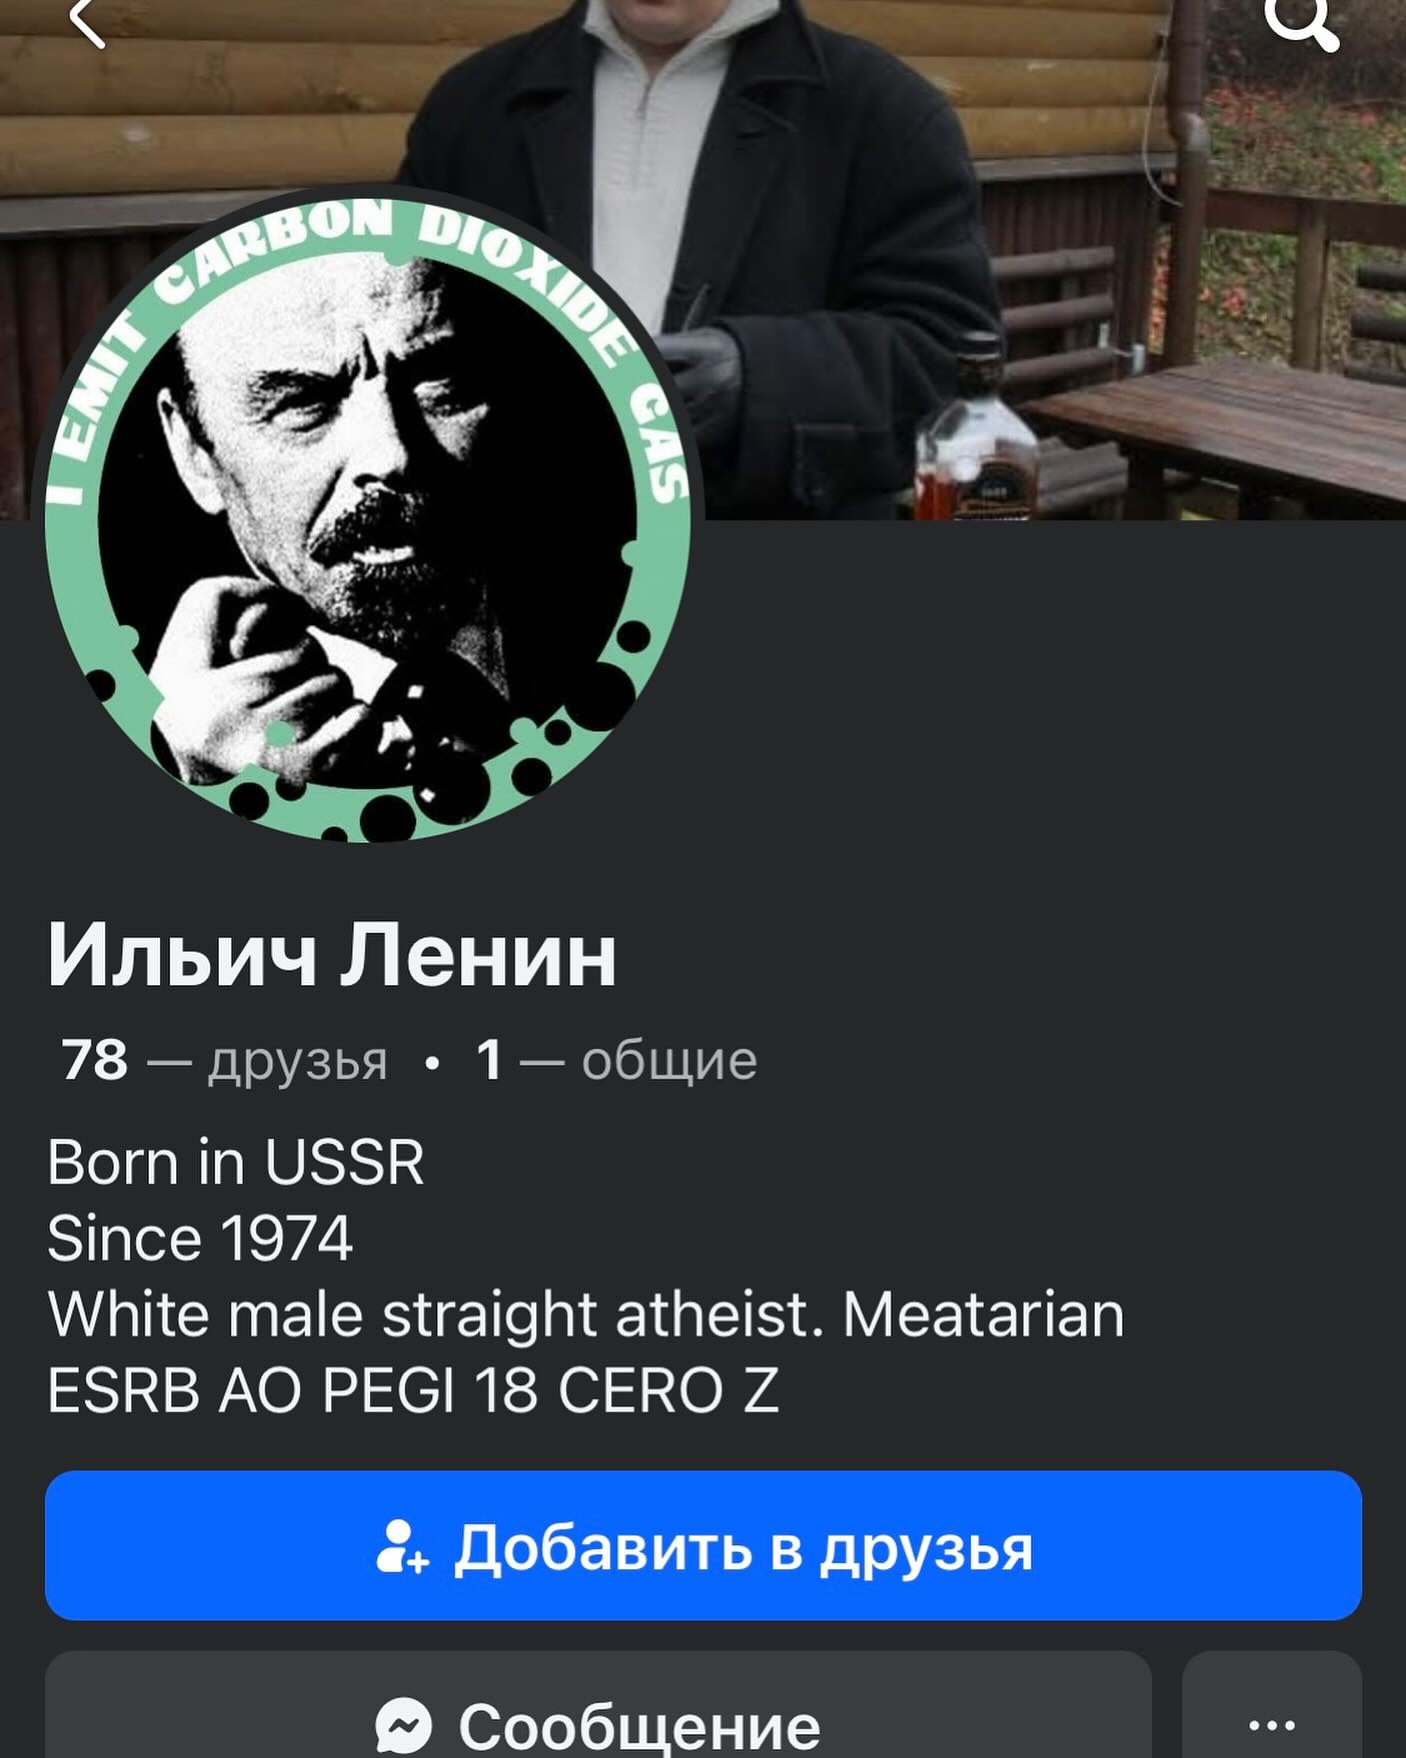 I EMIT CARBON DIOXIDE GAS
Ильич Ленин
78 — друзья • 1 — общие
Born in USSR
Since 1974
White male straight atheist. Meatarian
ESRB AO PEGI 18 CERO Z
Добавить в друзья
Сообщение